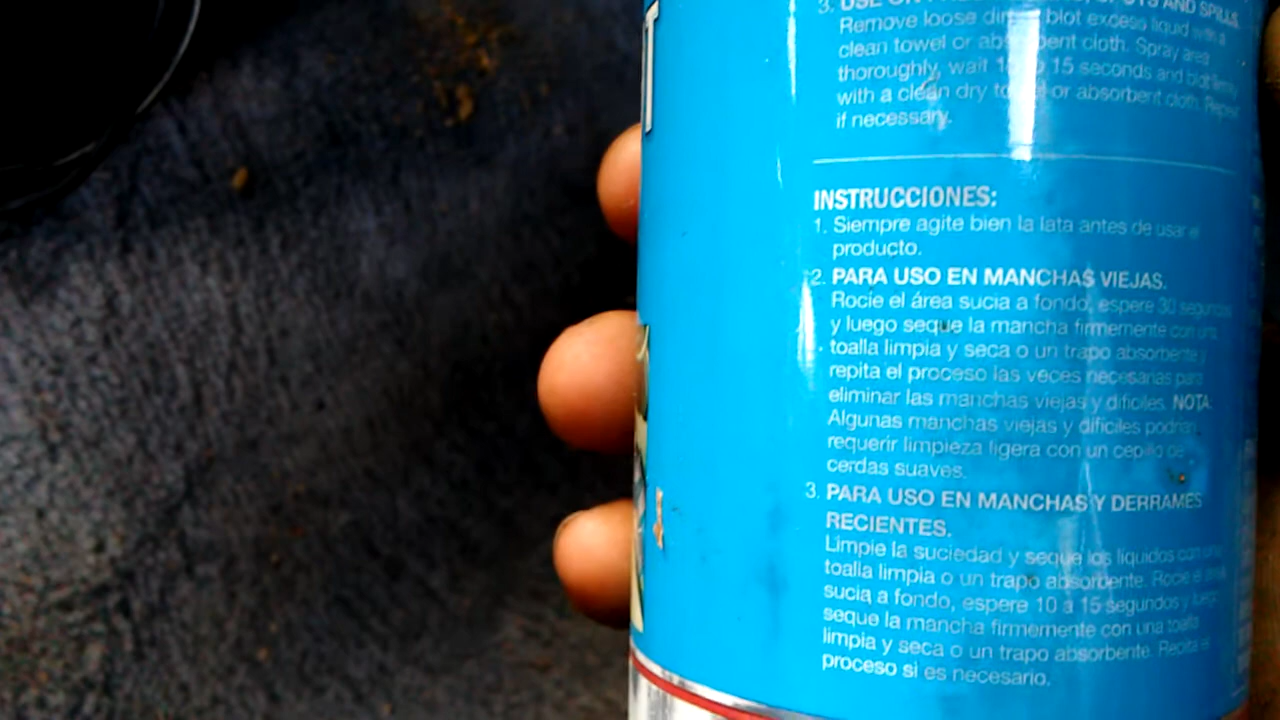 T
3. USE ON SPOTS AND SPILLS.
Remove loose dirt, blot excess liquid with a
clean towel or absorbent cloth. Spray area
thoroughly, wait 10 to 15 seconds and blot firmly
with a clean dry towel or absorbent cloth. Repeat
if necessary.
INSTRUCCIONES:
1. Siempre agite bien la lata antes de usar el
producto.
2. PARA USO EN MANCHAS VIEJAS.
Rocíe el área sucia a fondo, espere 30 segundos
y luego seque la mancha firmemente con una
toalla limpia y seca o un trapo absorbente y
repita el proceso las veces necesarias para
eliminar las manchas viejas y difíciles. NOTA:
Algunas manchas viejas y difíciles podrían
requerir limpieza ligera con un cepillo de
cerdas suaves.
3. PARA USO EN MANCHAS Y DERRAMES
RECIENTES.
Limpie la suciedad y seque los líquidos con una
toalla limpia o un trapo absorbente. Rocíe el área
sucia a fondo, espere 10 a 15 segundos y luego
seque la mancha firmemente con una toalla
limpia y seca o un trapo absorbente. Repita el
proceso si es necesario.